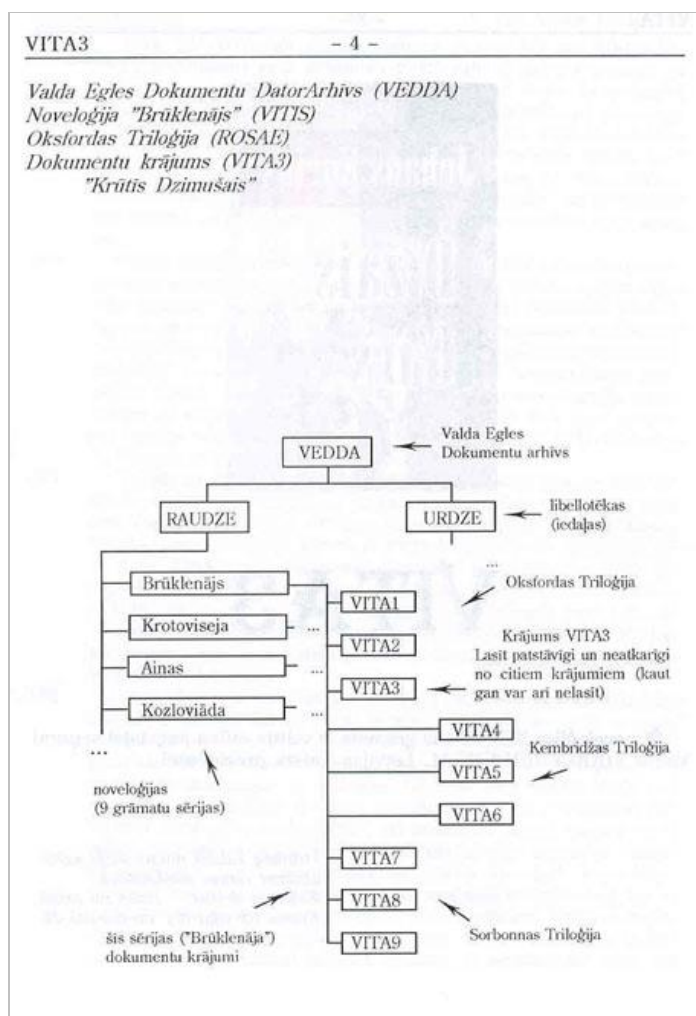 VITA3 – 4 –
Valda Egles Dokumentu DatorArhīvs (VEDDA)
Noveloģija "Brūklenājs" (VITIS)
Oksfordas Triloģija (ROSAE)
Dokumentu krājums (VITA3)
"Krūtīs Dzimušais"
VEDDA
Valda Egles
Dokumentu arhīvs
RAUDZE
URDZE
libellotēkas
(iedaļas)
...
Brūklenājs
VITA1
Oksfordas Triloģija
Krotoviseja
...
VITA2
Krājums VITA3
Lasīt patstāvīgi un neatkarīgi
no citiem krājumiem (kaut
gan var arī nelasīt)
Ainas
...
VITA3
Kozloviāda
...
VITA4
Kembridžas Triloģija
...
VITA5
noveloģijas
(9 grāmatu sērijas)
VITA6
VITA7
VITA8
VITA9
Sorbonnas Triloģija
šīs sērijas ("Brūklenāja")
dokumentu krājumi